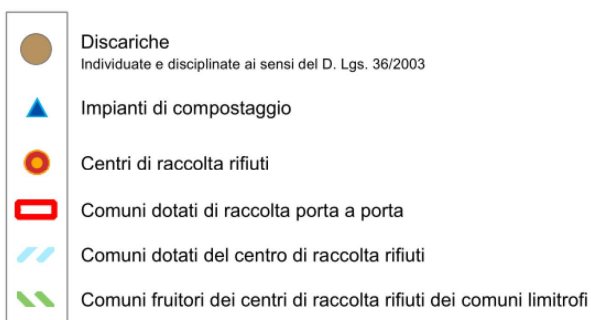 Discariche
Individuate e disciplinate ai sensi del D. Lgs. 36/2003
Impianti di compostaggio
Centri di raccolta rifiuti
Comuni dotati di raccolta porta a porta
Comuni dotati del centro di raccolta rifiuti
Comuni fruitori dei centri di raccolta rifiuti dei comuni limitrofi